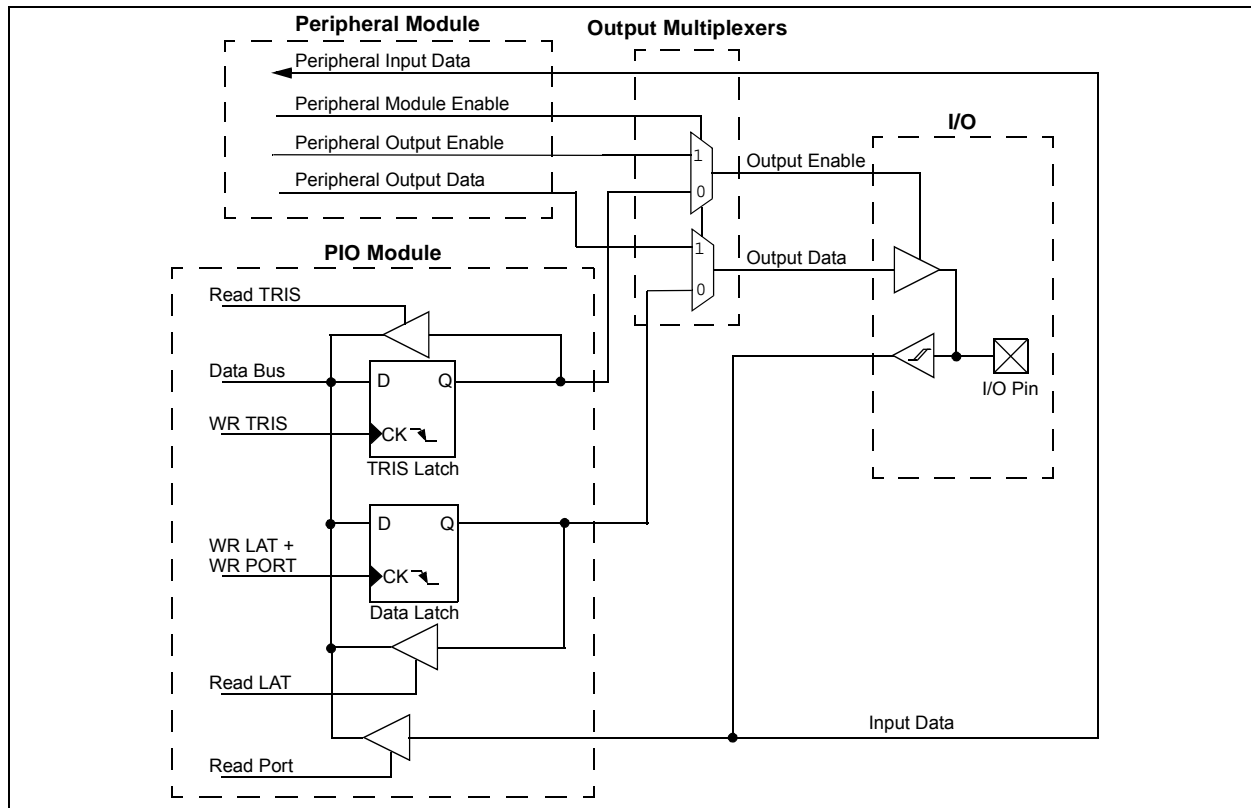 Peripheral Module
Output Multiplexers
Peripheral Input Data
Peripheral Module Enable
I/O
Peripheral Output Enable
1
Output Enable
Peripheral Output Data
0
PIO Module
1
Output Data
0
Read TRIS
Data Bus
D
Q
I/O Pin
WR TRIS
CK
TRIS Latch
D
Q
WR LAT +
WR PORT
CK
Data Latch
Read LAT
Input Data
Read Port